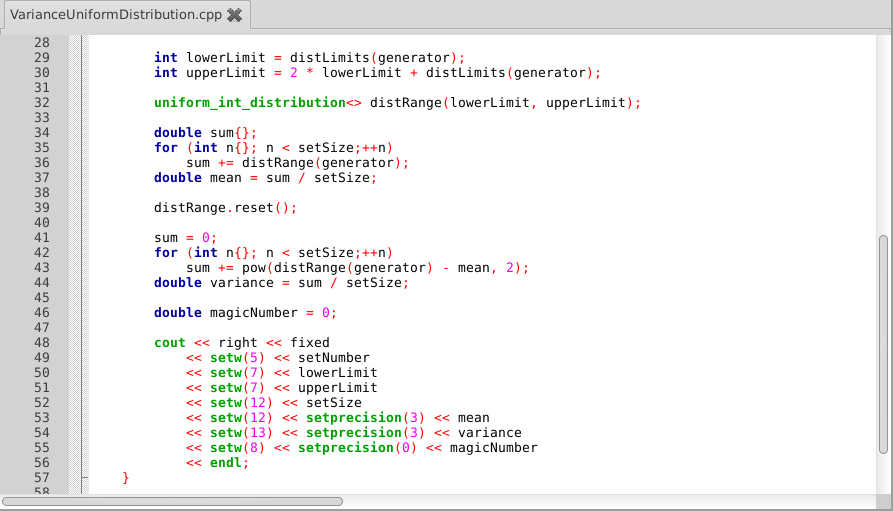 VarianceUniformDistribution.cpp
28
29 int lowerLimit = distLimits(generator);
30 int upperLimit = 2 * lowerLimit + distLimits(generator);
31
32 uniform_int_distribution<> distRange(lowerLimit, upperLimit);
33
34 double sum{};
35 for (int n{}; n < setSize;++n)
36 sum += distRange(generator);
37 double mean = sum / setSize;
38
39 distRange.reset();
40
41 sum = 0;
42 for (int n{}; n < setSize;++n)
43 sum += pow(distRange(generator) - mean, 2);
44 double variance = sum / setSize;
45
46 double magicNumber = 0;
47
48 cout << right << fixed
49 << setw(5) << setNumber
50 << setw(7) << lowerLimit
51 << setw(7) << upperLimit
52 << setw(12) << setSize
53 << setw(12) << setprecision(3) << mean
54 << setw(13) << setprecision(3) << variance
55 << setw(8) << setprecision(0) << magicNumber
56 << endl;
57 }
58